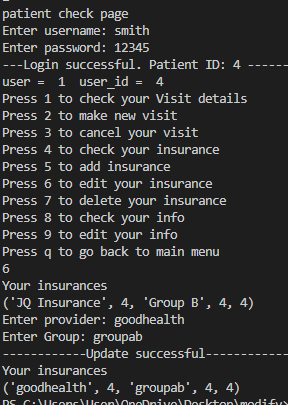 patient check page
Enter username: smith
Enter password: 12345
---Login successful. Patient ID: 4 ------
user =  1  user_id =  4
Press 1 to check your Visit details
Press 2 to make new visit
Press 3 to cancel your visit
Press 4 to check your insurance
Press 5 to add insurance
Press 6 to edit your insurance
Press 7 to delete your insurance
Press 8 to check your info
Press 9 to edit your info
Press q to go back to main menu
6
Your insurances
('JQ Insurance', 4, 'Group B', 4, 4)
Enter provider: goodhealth
Enter Group: groupab
------------Update successful-----------
Your insurances
('goodhealth', 4, 'groupab', 4, 4)
PS C:\Users\User\OneDrive\Desktop\modify>